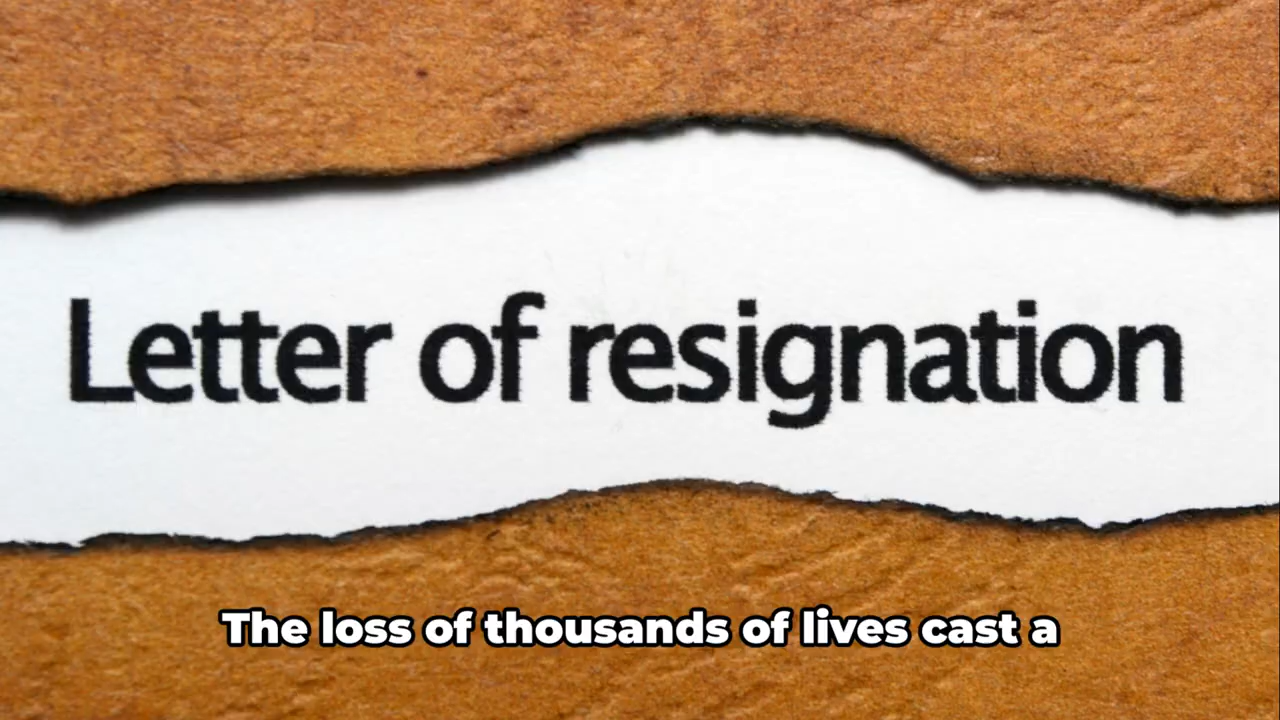 Letter of resignation
The loss of thousands of lives cast a